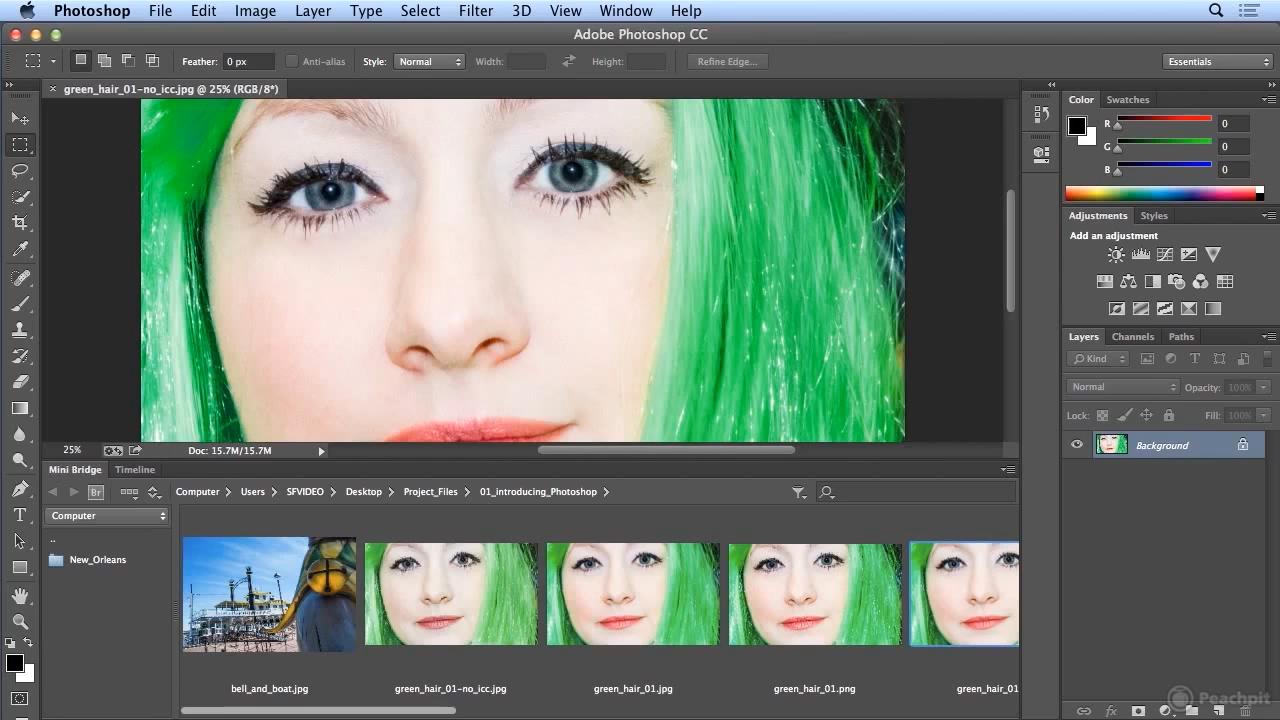 Photoshop File Edit Image Layer Type Select Filter 3D View Window Help
Adobe Photoshop CC
Feather: 0 px Anti-alias Style: Normal Width: Height: Refine Edge... Essentials
× green_hair_01-no_icc.jpg @ 25% (RGB/8*)
Color Swatches
R 0
G 0
B 0
Adjustments Styles
Add an adjustment
Layers Channels Paths
Kind
Normal Opacity: 100%
Lock: Fill: 100%
Background
25% Doc: 15.7M/15.7M
Mini Bridge Timeline
Br Computer Users SFVIDEO Desktop Project_Files 01_introducing_Photoshop
Computer
..
New_Orleans
bell_and_boat.jpg green_hair_01-no_icc.jpg green_hair_01.jpg green_hair_01.png green_hair_01
fx
Peachpit